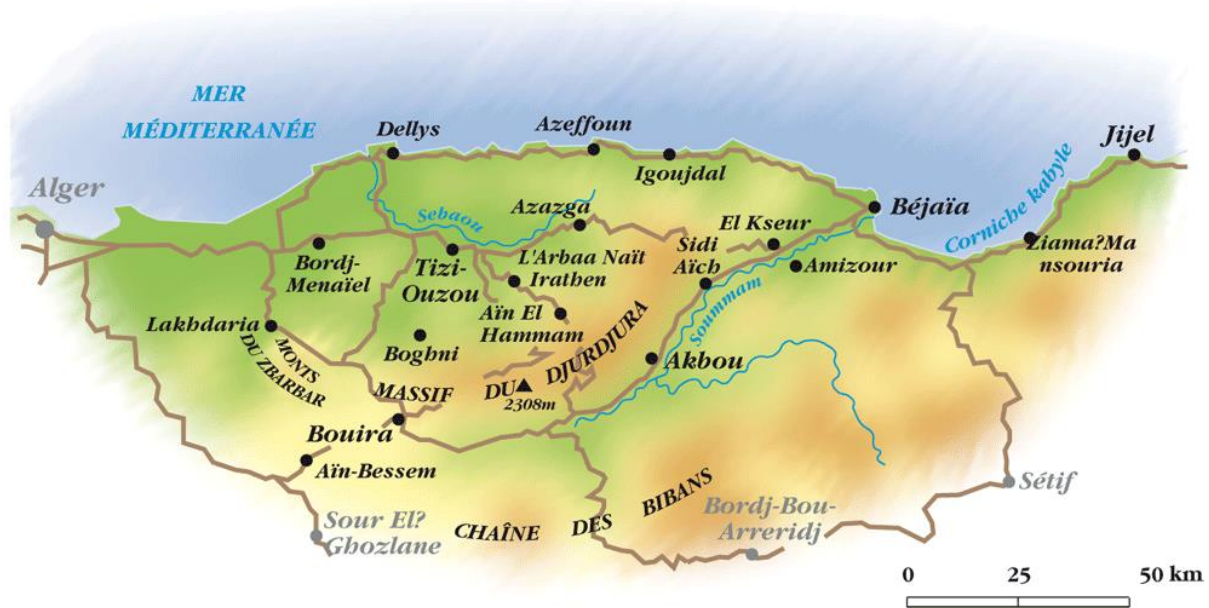 MER
MÉDITERRANÉE
Dellys
Azeffoun
Igoujdal
Jijel
Alger
Béjaïa
Corniche kabyle
Sebaou
Azazga
El Kseur
Ziama?Ma
nsouria
Bordj-
Menaïel
Tizi-
Ouzou
L'Arbaa Naït
Irathen
Sidi
Aïch
Amizour
Soummam
Lakhdaria
Aïn El
Hammam
Boghni
MONTS
DU ZBARBAR
MASSIF DU DJURDJURA
2308m
Akbou
Bouira
Aïn-Bessem
Sétif
Sour El?
Ghozlane
CHAÎNE DES BIBANS
Bordj-Bou-
Arreridj
0 25 50 km